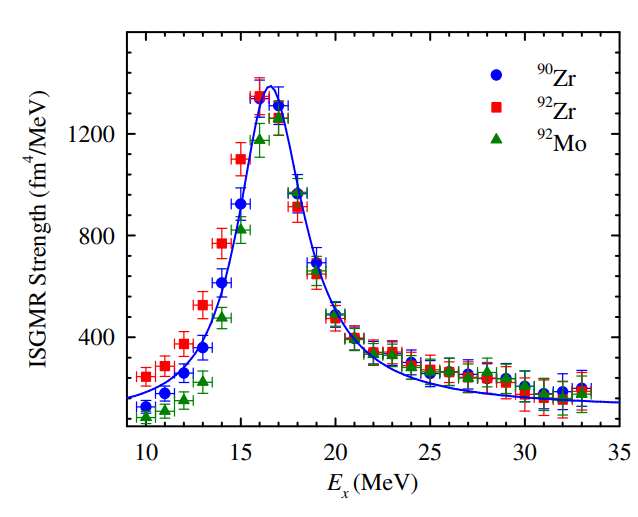 ISGMR Strength (fm⁴/MeV)
1200
800
400
⁹⁰Zr
⁹²Zr
⁹²Mo
10 15 20 25 30 35
Eₓ (MeV)